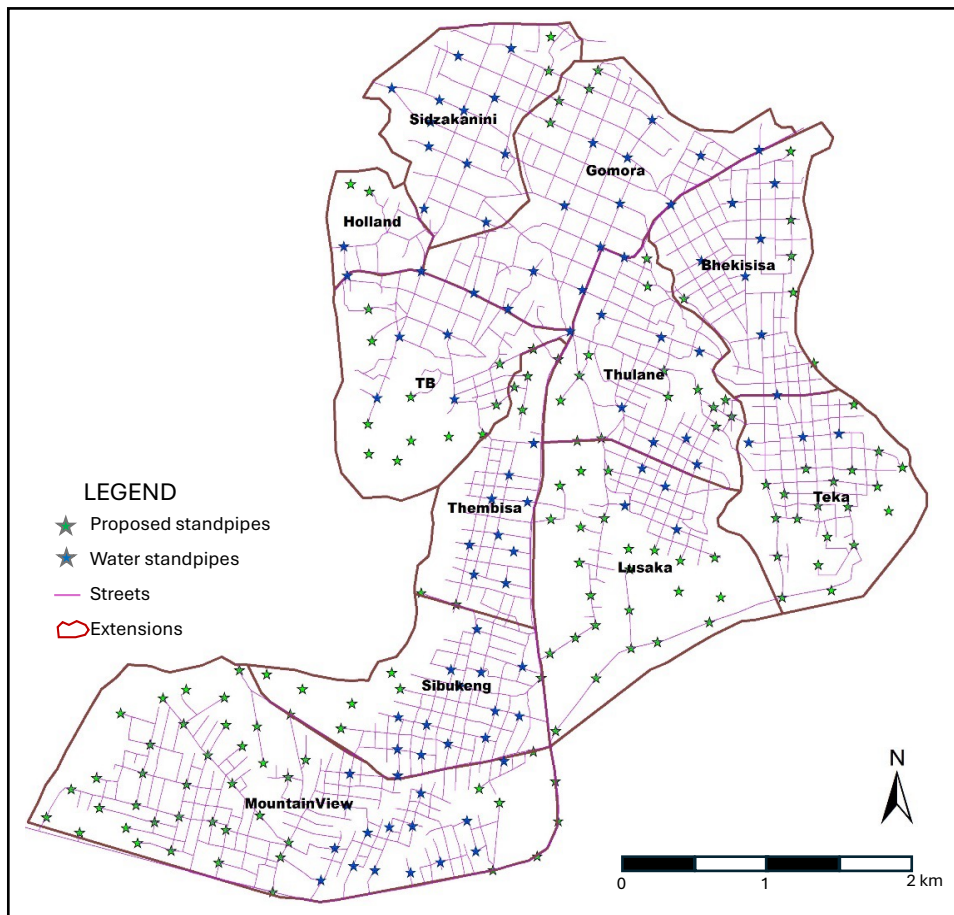 Sidzakanini
Gomora
Holland
Bhekisisa
TB
Thulane
LEGEND
Proposed standpipes
Water standpipes
Streets
Extensions
Thembisa
Teka
Lusaka
Sibukeng
MountainView
N
0 1 2 km